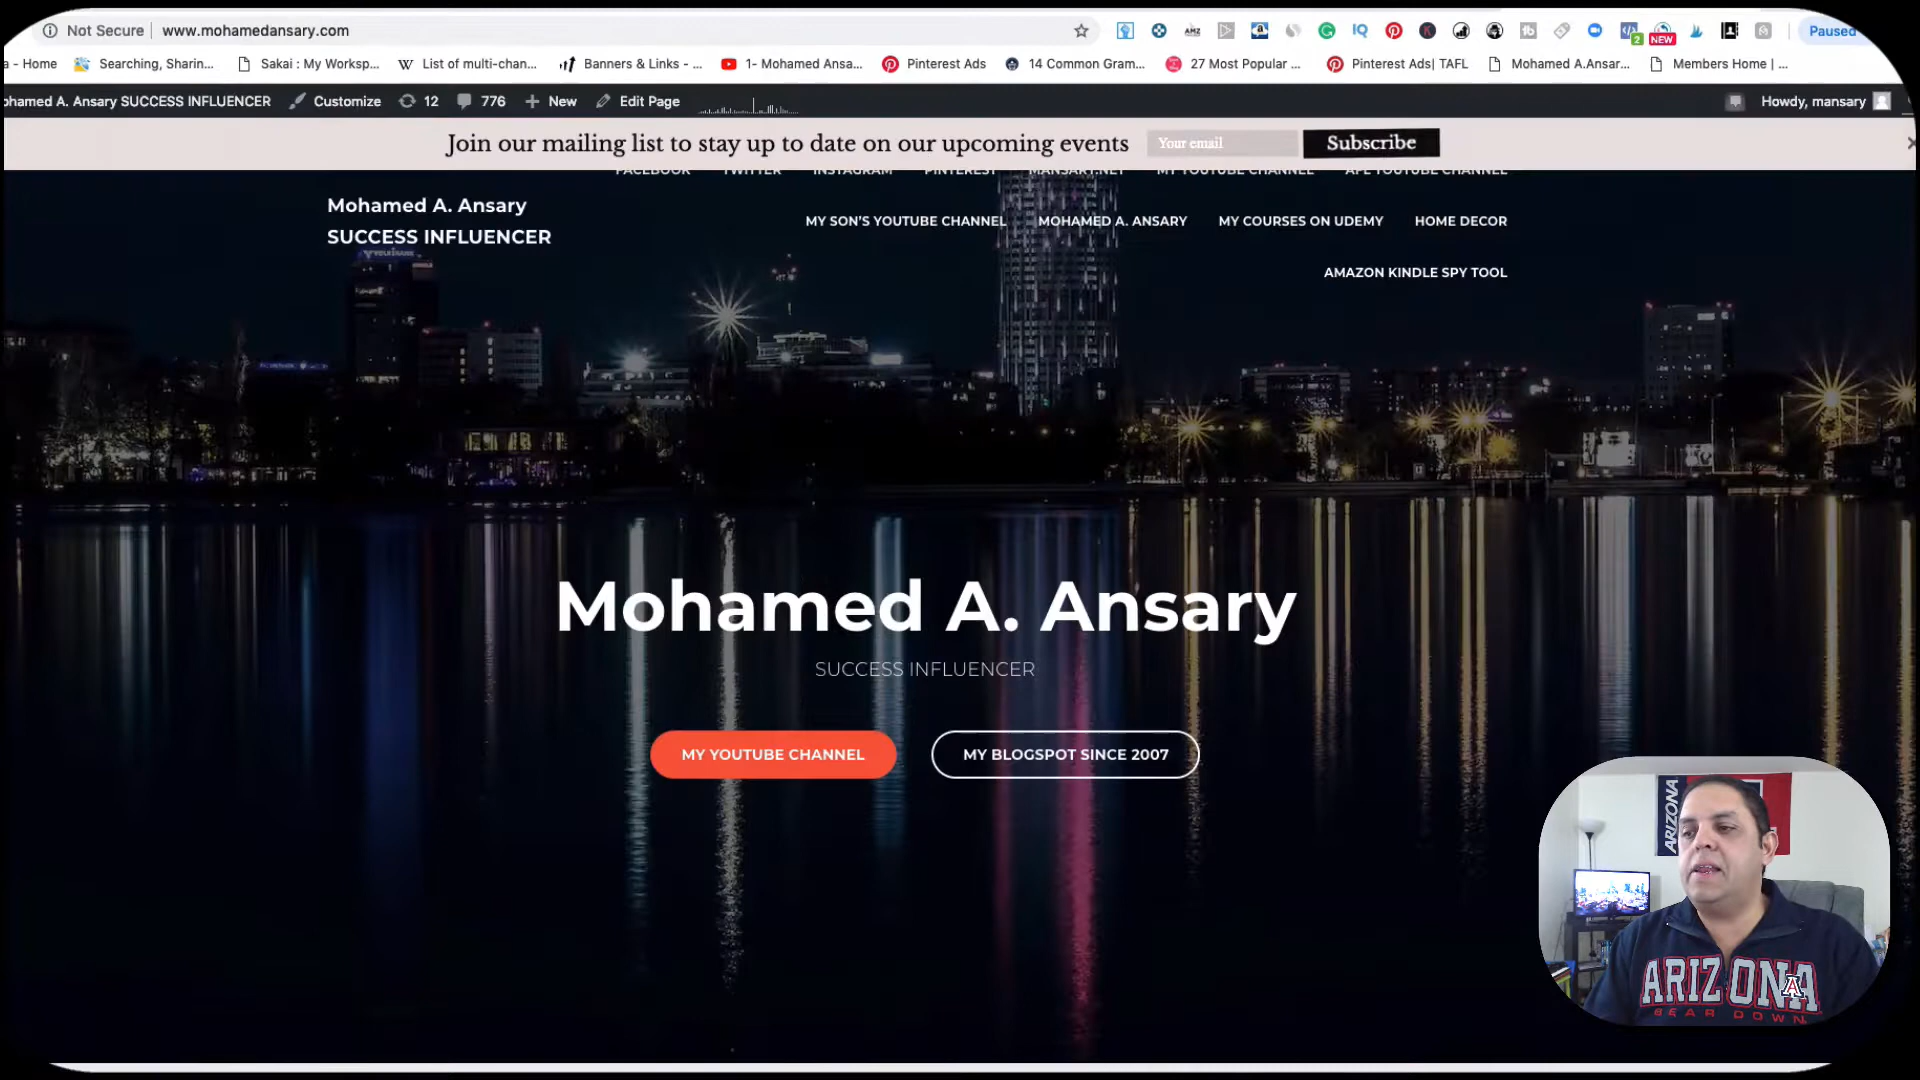 Not Secure www.mohamedansary.com
Paused
NEW
2
a - Home Searching, Sharin... Sakai : My Worksp... List of multi-chan... Banners & Links - ... 1- Mohamed Ansa... Pinterest Ads 14 Common Gram... 27 Most Popular ... Pinterest Ads| TAFL Mohamed A.Ansar... Members Home | ...
ohamed A. Ansary SUCCESS INFLUENCER Customize 12 776 New Edit Page Howdy, mansary
Join our mailing list to stay up to date on our upcoming events Your email Subscribe
FACEBOOK TWITTER INSTAGRAM PINTEREST MANSARY.NET MY YOUTUBE CHANNEL APL YOUTUBE CHANNEL
Mohamed A. Ansary
SUCCESS INFLUENCER
MY SON'S YOUTUBE CHANNEL MOHAMED A. ANSARY MY COURSES ON UDEMY HOME DECOR
AMAZON KINDLE SPY TOOL
Mohamed A. Ansary
SUCCESS INFLUENCER
MY YOUTUBE CHANNEL MY BLOGSPOT SINCE 2007
ARIZONA
ARIZONA
BEAR DOWN